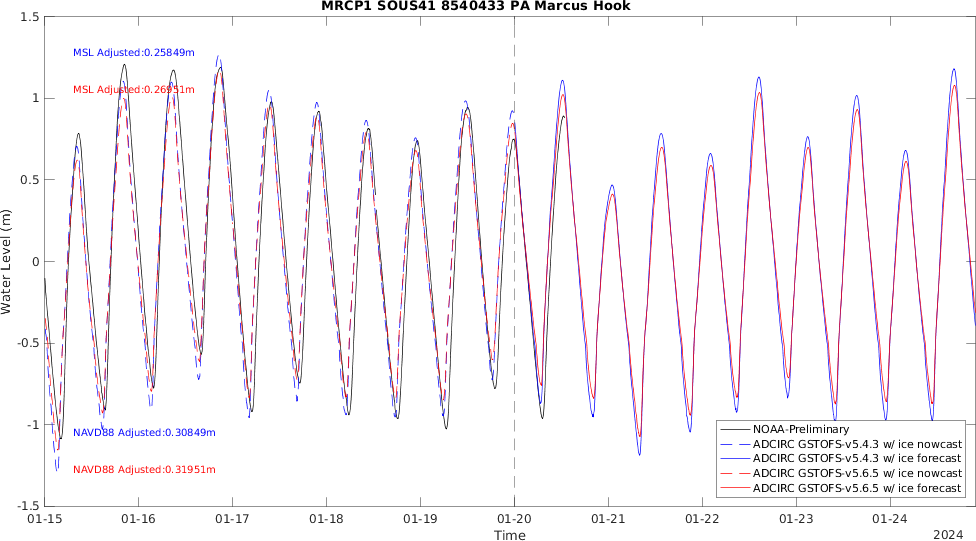 MRCP1 SOUS41 8540433 PA Marcus Hook
1.5
1
0.5
0
-0.5
-1
-1.5
Water Level (m)
MSL Adjusted:0.25849m
MSL Adjusted:0.26951m
NAVD88 Adjusted:0.30849m
NAVD88 Adjusted:0.31951m
NOAA-Preliminary
ADCIRC GSTOFS-v5.4.3 w/ ice nowcast
ADCIRC GSTOFS-v5.4.3 w/ ice forecast
ADCIRC GSTOFS-v5.6.5 w/ ice nowcast
ADCIRC GSTOFS-v5.6.5 w/ ice forecast
01-15 01-16 01-17 01-18 01-19 01-20 01-21 01-22 01-23 01-24
Time
2024